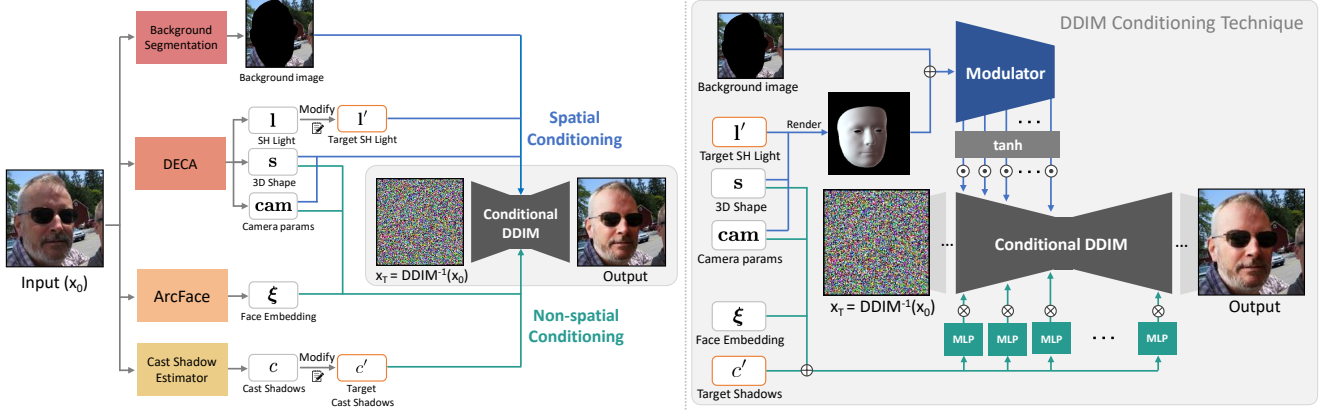 Background
Segmentation
Background image
l
SH Light
Modify
l′
Target SH Light
DECA
s
3D Shape
cam
Camera params
Spatial
Conditioning
Input (x₀)
Conditional
DDIM
x_T = DDIM⁻¹(x₀)
Output
ArcFace
ξ
Face Embedding
Non-spatial
Conditioning
Cast Shadow
Estimator
c
Cast Shadows
Modify
c′
Target
Cast Shadows
DDIM Conditioning Technique
Background image
Modulator
l′
Target SH Light
Render
tanh
s
3D Shape
cam
Camera params
...
Conditional DDIM
...
x_T = DDIM⁻¹(x₀)
Output
ξ
Face Embedding
MLP
MLP
MLP
...
MLP
c′
Target Shadows